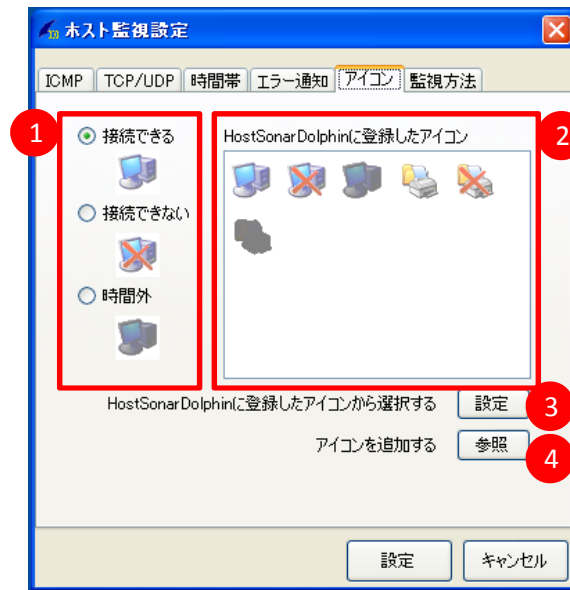 ホスト監視設定
ICMP TCP/UDP 時間帯 エラー通知 アイコン 監視方法
1
接続できる
接続できない
時間外
HostSonarDolphinに登録したアイコン
2
HostSonarDolphinに登録したアイコンから選択する 設定 3
アイコンを追加する 参照 4
設定 キャンセル